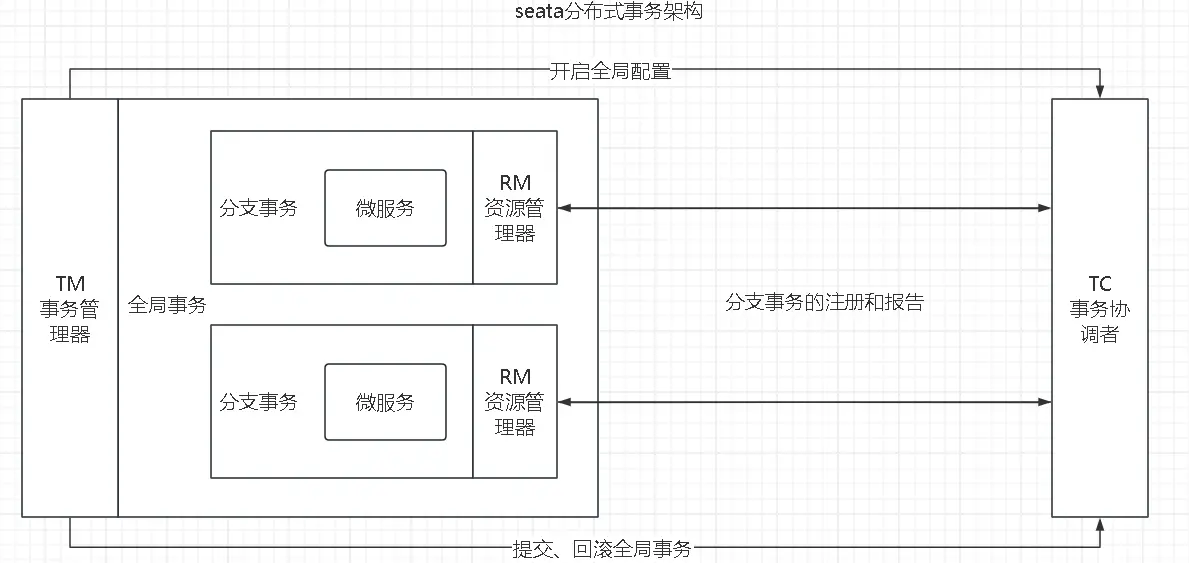 seata分布式事务架构
开启全局配置
TM
事务管
理器
全局事务
分支事务
微服务
RM
资源管
理器
分支事务
微服务
RM
资源管
理器
分支事务的注册和报告
TC
事务协
调者
提交、回滚全局事务